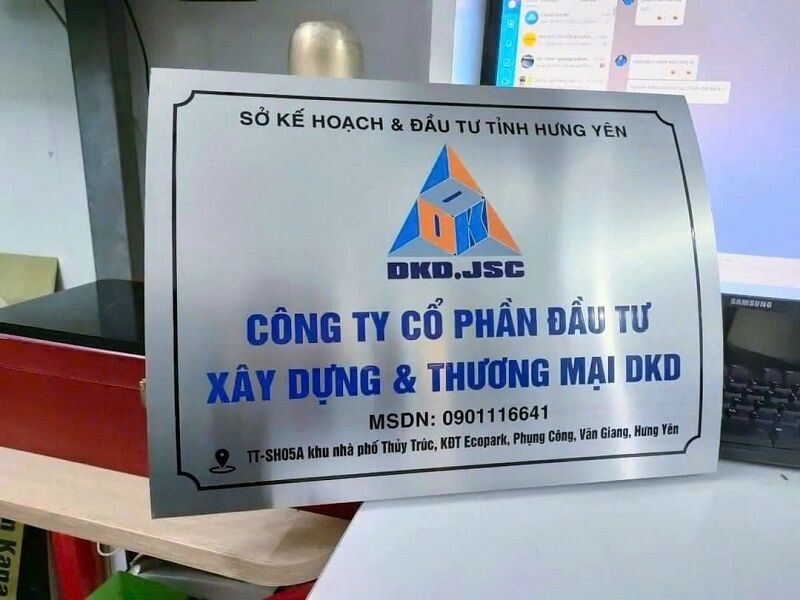 SỞ KẾ HOẠCH & ĐẦU TƯ TỈNH HƯNG YÊN
DKD
DKD.JSC
CÔNG TY CỔ PHẦN ĐẦU TƯ
XÂY DỰNG & THƯƠNG MẠI DKD
MSDN: 0901116641
TT-SH05A khu nhà phố Thủy Trúc, KĐT Ecopark, Phụng Công, Văn Giang, Hưng Yên
SAMSUNG